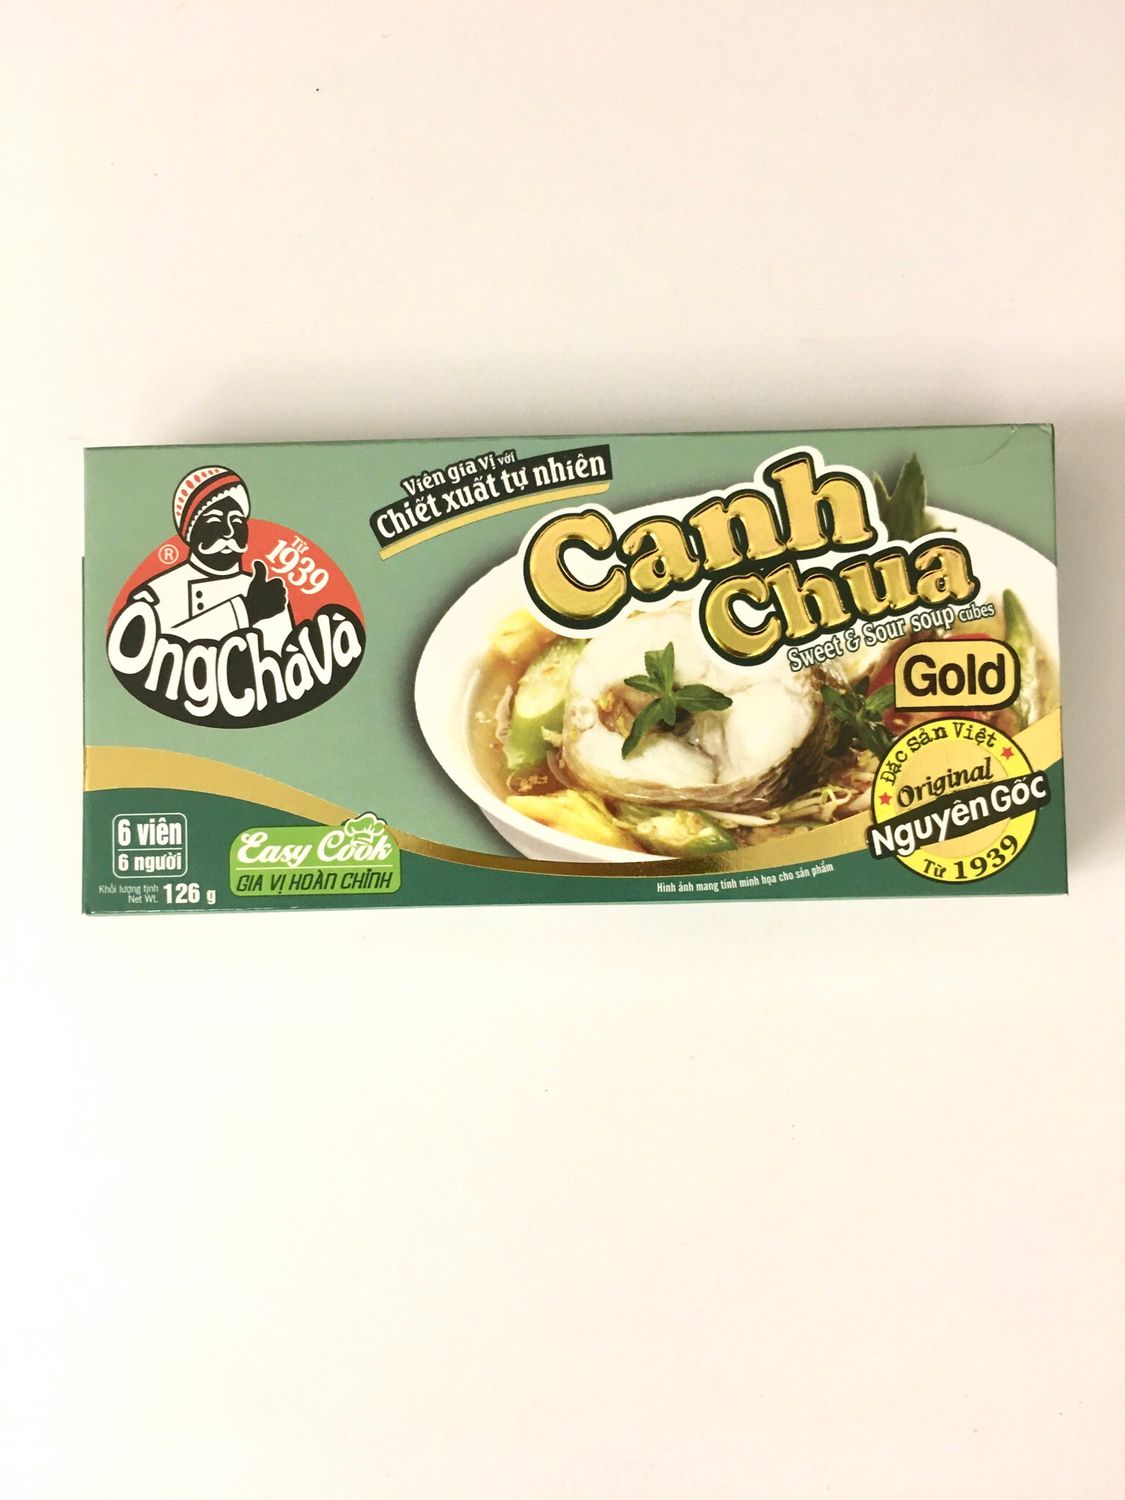 Viên gia vị với
Chiết xuất tự nhiên
Canh
Chua
Sweet & Sour soup cubes
Gold
®
Từ
1939
ÔngChàVà
Đặc Sản Việt
Original
Nguyên Gốc
Từ 1939
6 viên
6 người
Khối lượng tịnh
Net Wt. 126 g
Easy Cook
GIA VỊ HOÀN CHỈNH
Hình ảnh mang tính minh họa cho sản phẩm